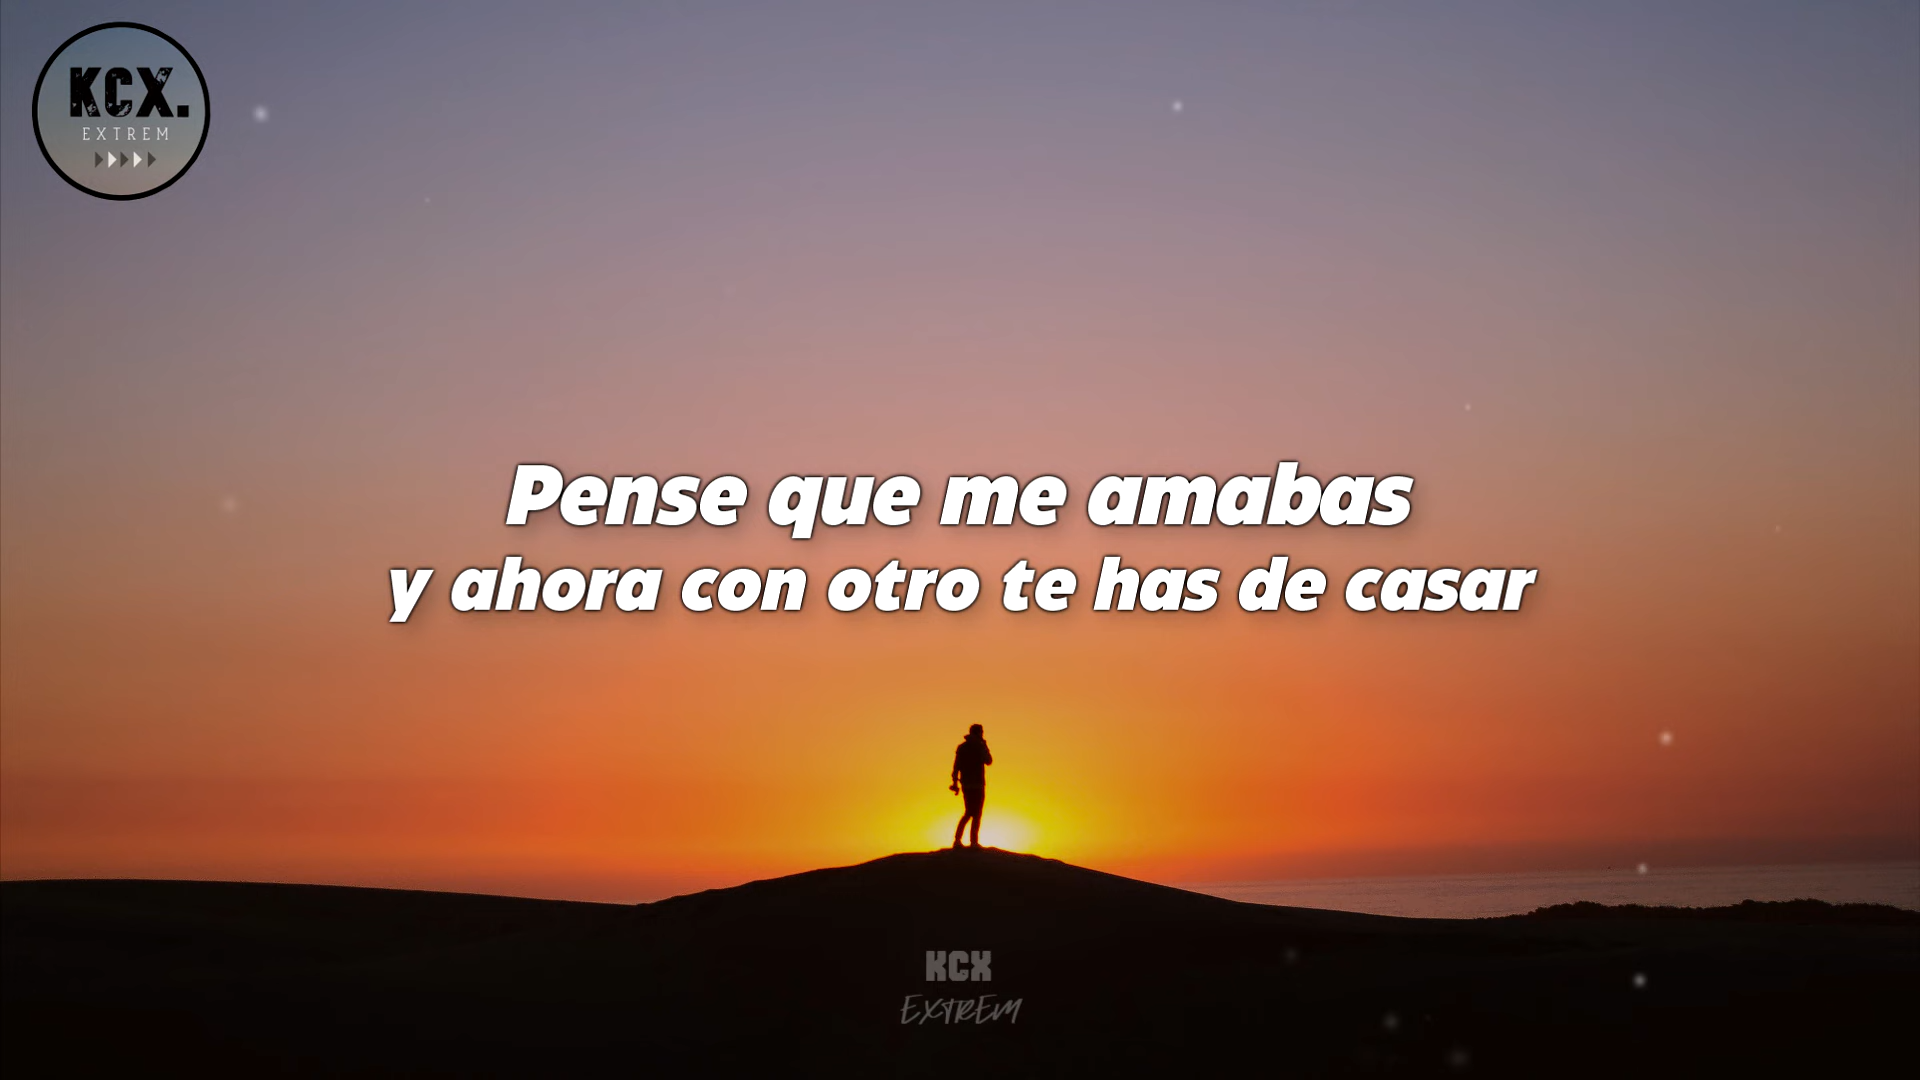 KCX.
EXTREM
Pense que me amabas
y ahora con otro te has de casar
KCX
EXTREM